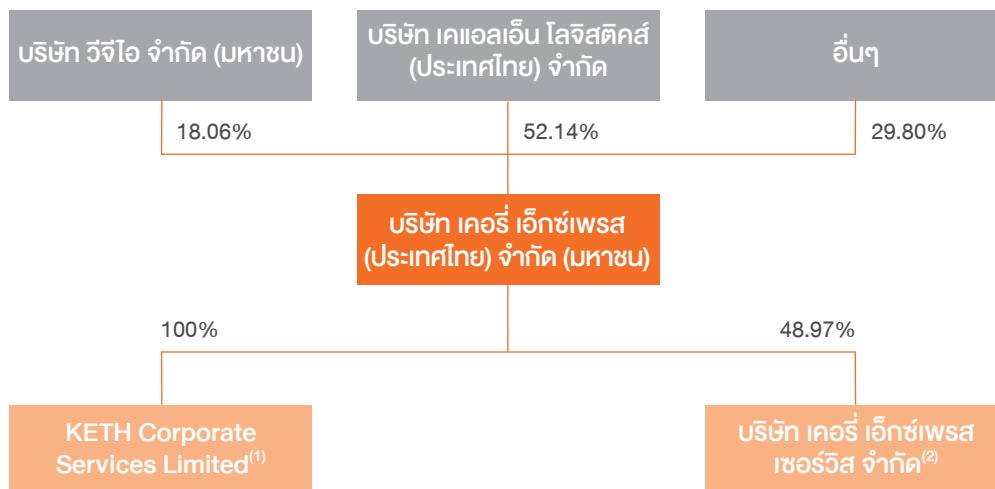 บริษัท วีจีไอ จำกัด (มหาชน)
บริษัท เคแอลเอ็น โลจิสติคส์
(ประเทศไทย) จำกัด
อื่นๆ
18.06%
52.14%
29.80%
บริษัท เคอรี่ เอ็กซ์เพรส
(ประเทศไทย) จำกัด (มหาชน)
100%
48.97%
KETH Corporate
Services Limited⁽¹⁾
บริษัท เคอรี่ เอ็กซ์เพรส
เซอร์วิส จำกัด⁽²⁾